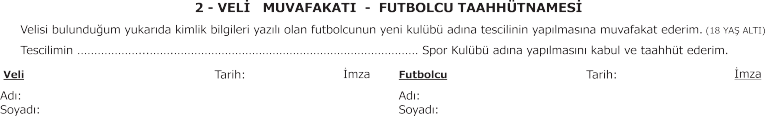 2 - VELİ MUVAFAKATI - FUTBOLCU TAAHHÜTNAMESİ
Velisi bulunduğum yukarıda kimlik bilgileri yazılı olan futbolcunun yeni kulübü adına tescilinin yapılmasına muvafakat ederim. (18 YAŞ ALTI)
Tescilimin .................................................................................................. Spor Kulübü adına yapılmasını kabul ve taahhüt ederim.
Veli Tarih: İmza Futbolcu Tarih: İmza
Adı: Adı:
Soyadı: Soyadı: